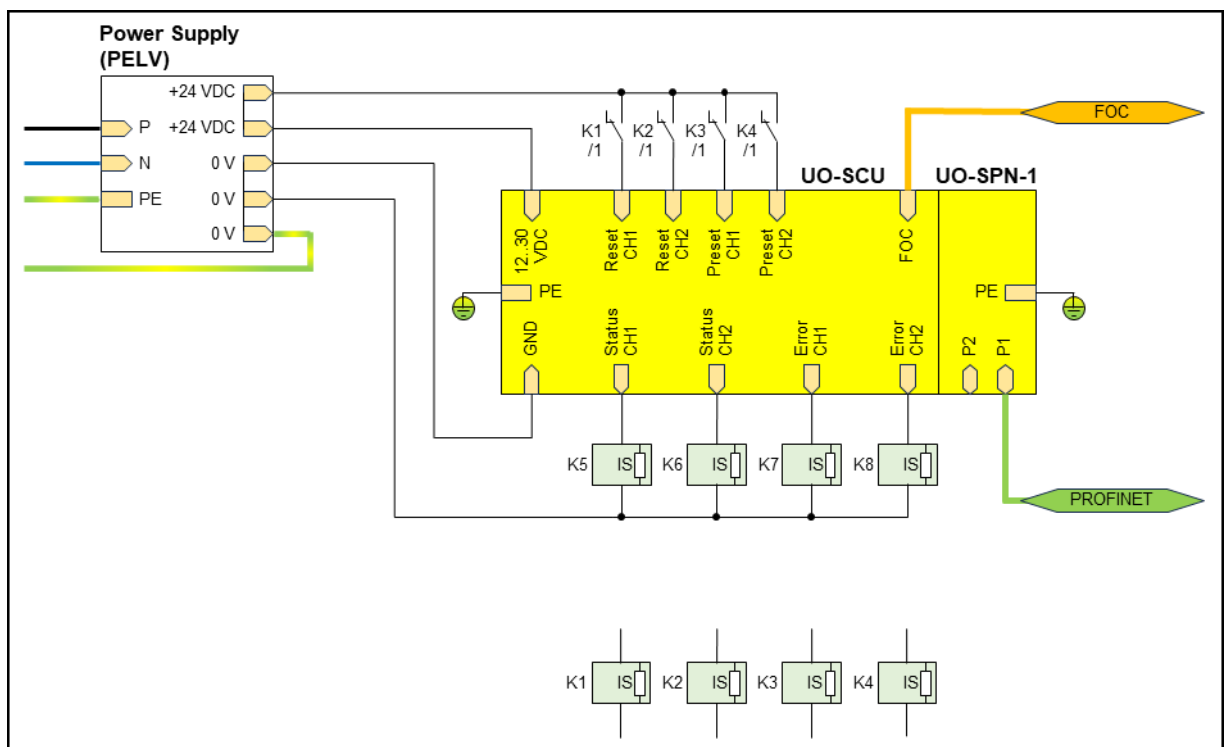 Power Supply
(PELV)
+24 VDC
P
+24 VDC
N
0 V
PE
0 V
0 V
K1
/1
K2
/1
K3
/1
K4
/1
FOC
UO-SCU
UO-SPN-1
12..30
VDC
Reset
CH1
Reset
CH2
Preset
CH1
Preset
CH2
FOC
PE
PE
GND
Status
CH1
Status
CH2
Error
CH1
Error
CH2
P2
P1
K5
IS
K6
IS
K7
IS
K8
IS
PROFINET
K1
IS
K2
IS
K3
IS
K4
IS